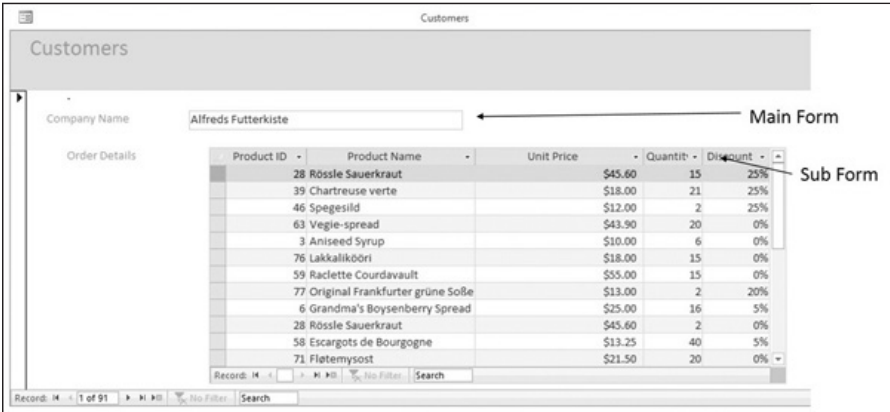 Customers
Customers
Company Name Alfreds Futterkiste Main Form
Order Details Product ID Product Name Unit Price Quantity Discount
Sub Form
28 Rössle Sauerkraut $45.60 15 25%
39 Chartreuse verte $18.00 21 25%
46 Spegesild $12.00 2 25%
63 Vegie-spread $43.90 20 0%
3 Aniseed Syrup $10.00 6 0%
76 Lakkalikööri $18.00 15 0%
59 Raclette Courdavault $55.00 15 0%
77 Original Frankfurter grüne Soße $13.00 2 20%
6 Grandma's Boysenberry Spread $25.00 16 5%
28 Rössle Sauerkraut $45.60 2 0%
58 Escargots de Bourgogne $13.25 40 5%
71 Fløtemysost $21.50 20 0%
Record: No Filter Search
Record: 1 of 91 No Filter Search